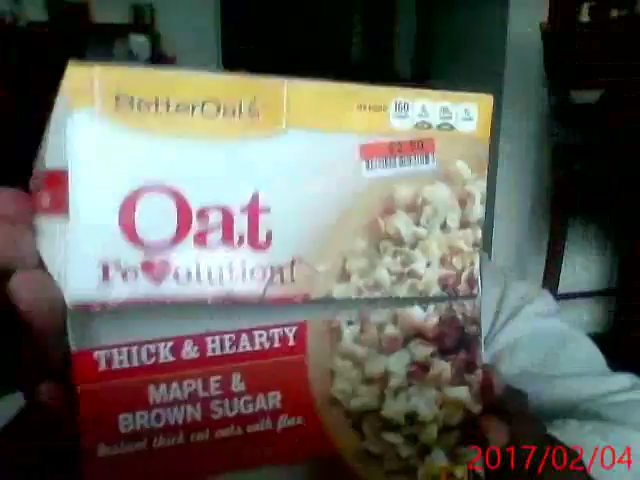 BetterOats
160
$2.50
Oat
Revolution!
THICK & HEARTY
MAPLE &
BROWN SUGAR
Instant thick cut oats with flax
2017/02/04